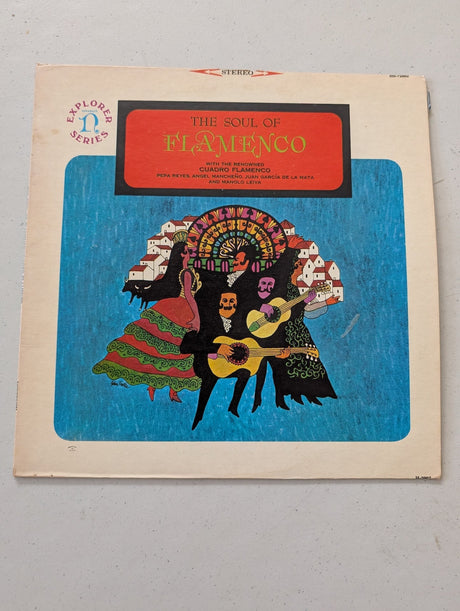 STEREO
EXPLORER
SERIES
THE SOUL OF
FLAMENCO
WITH THE RENOWNED
CUADRO FLAMENCO
PEPA REYES, ANGEL MANCHEÑO, JUAN GARCÍA DE LA MATA
AND MANOLO LEIVA